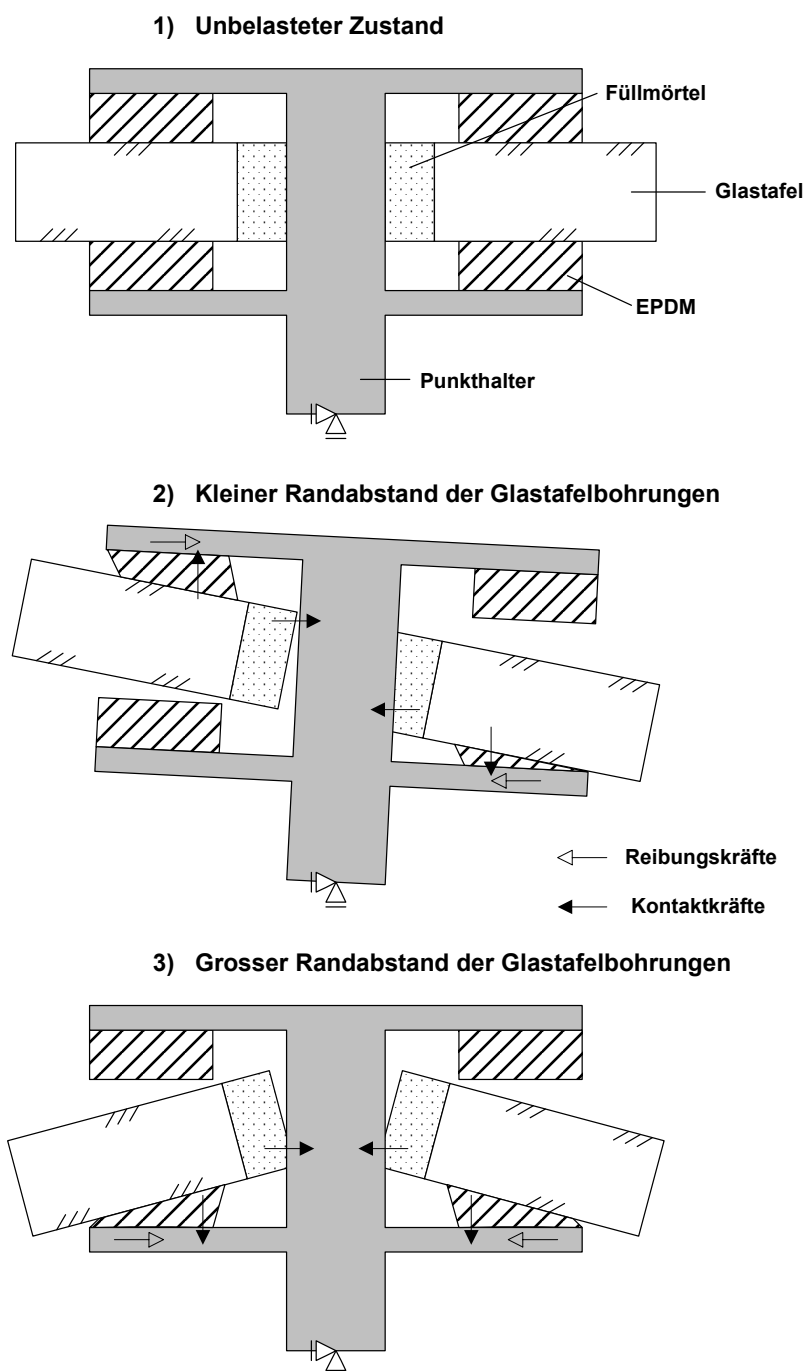 1) Unbelasteter Zustand
Füllmörtel
Glastafel
EPDM
Punkthalter
2) Kleiner Randabstand der Glastafelbohrungen
Reibungskräfte
Kontaktkräfte
3) Grosser Randabstand der Glastafelbohrungen